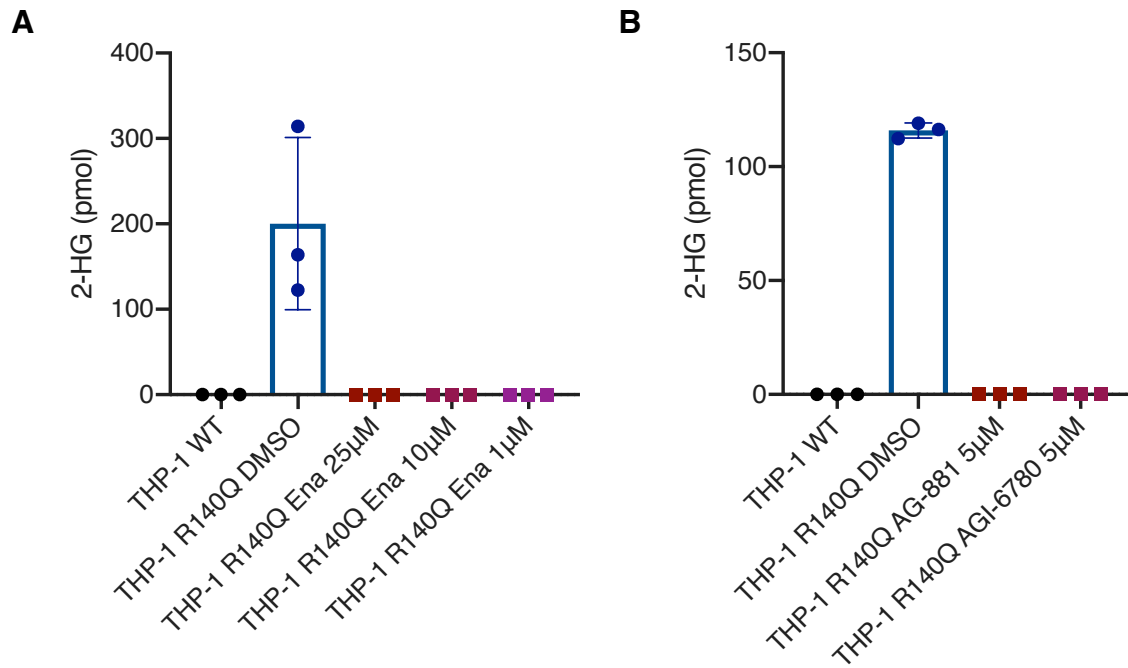 A
2-HG (pmol)
400
300
200
100
0
THP-1 WT
THP-1 R140Q DMSO
THP-1 R140Q Ena 25µM
THP-1 R140Q Ena 10µM
THP-1 R140Q Ena 1µM
B
2-HG (pmol)
150
100
50
0
THP-1 WT
THP-1 R140Q DMSO
THP-1 R140Q AG-881 5µM
THP-1 R140Q AGI-6780 5µM